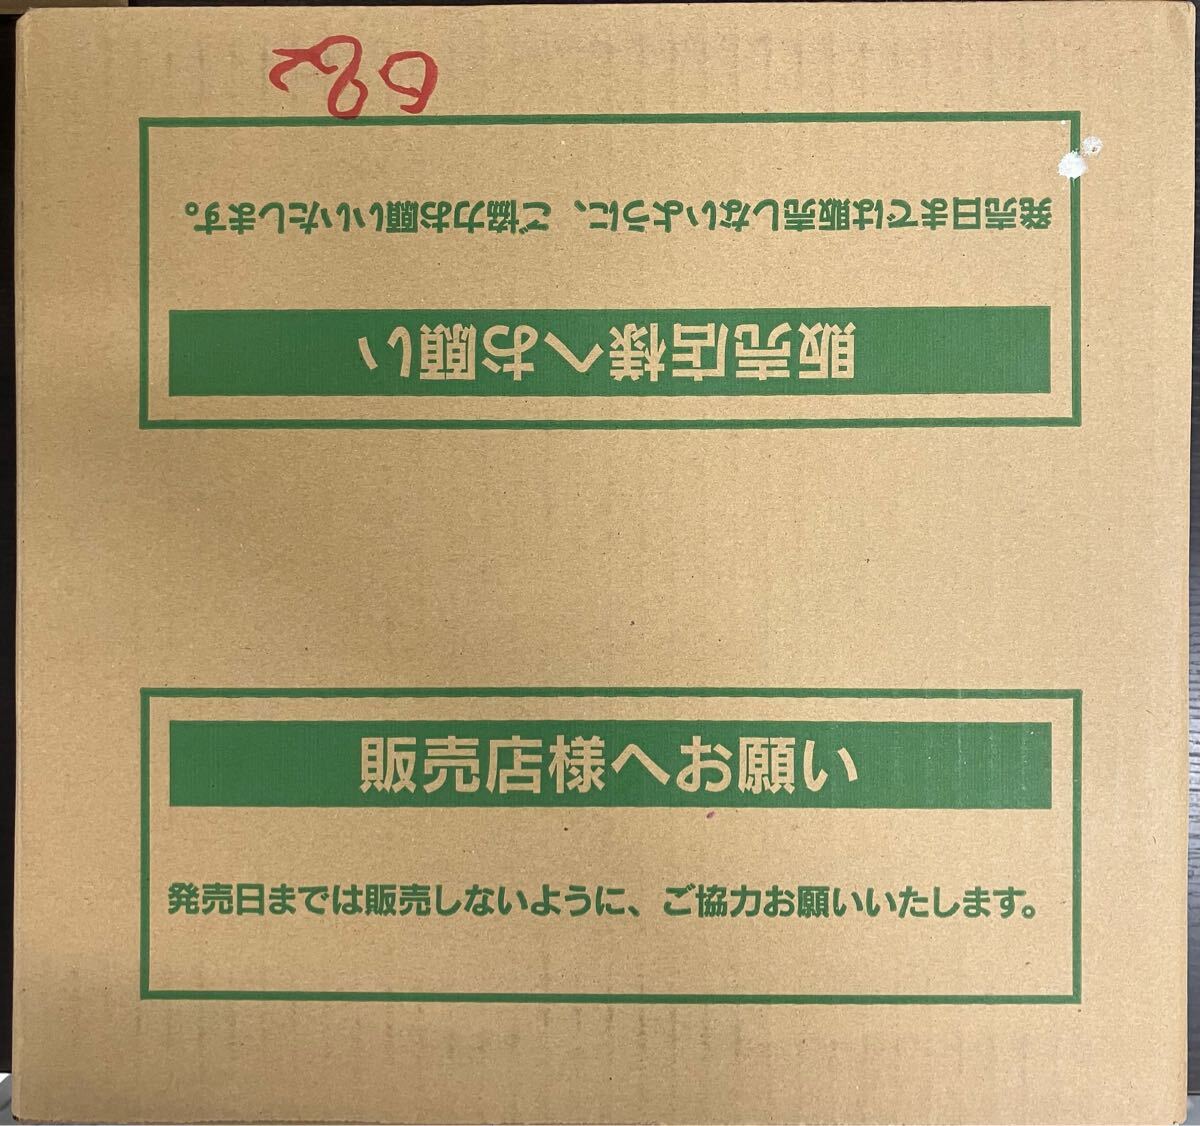 発売日までは販売しないように、ご協力お願いいたします。
販売店様へお願い
販売店様へお願い
発売日までは販売しないように、ご協力お願いいたします。